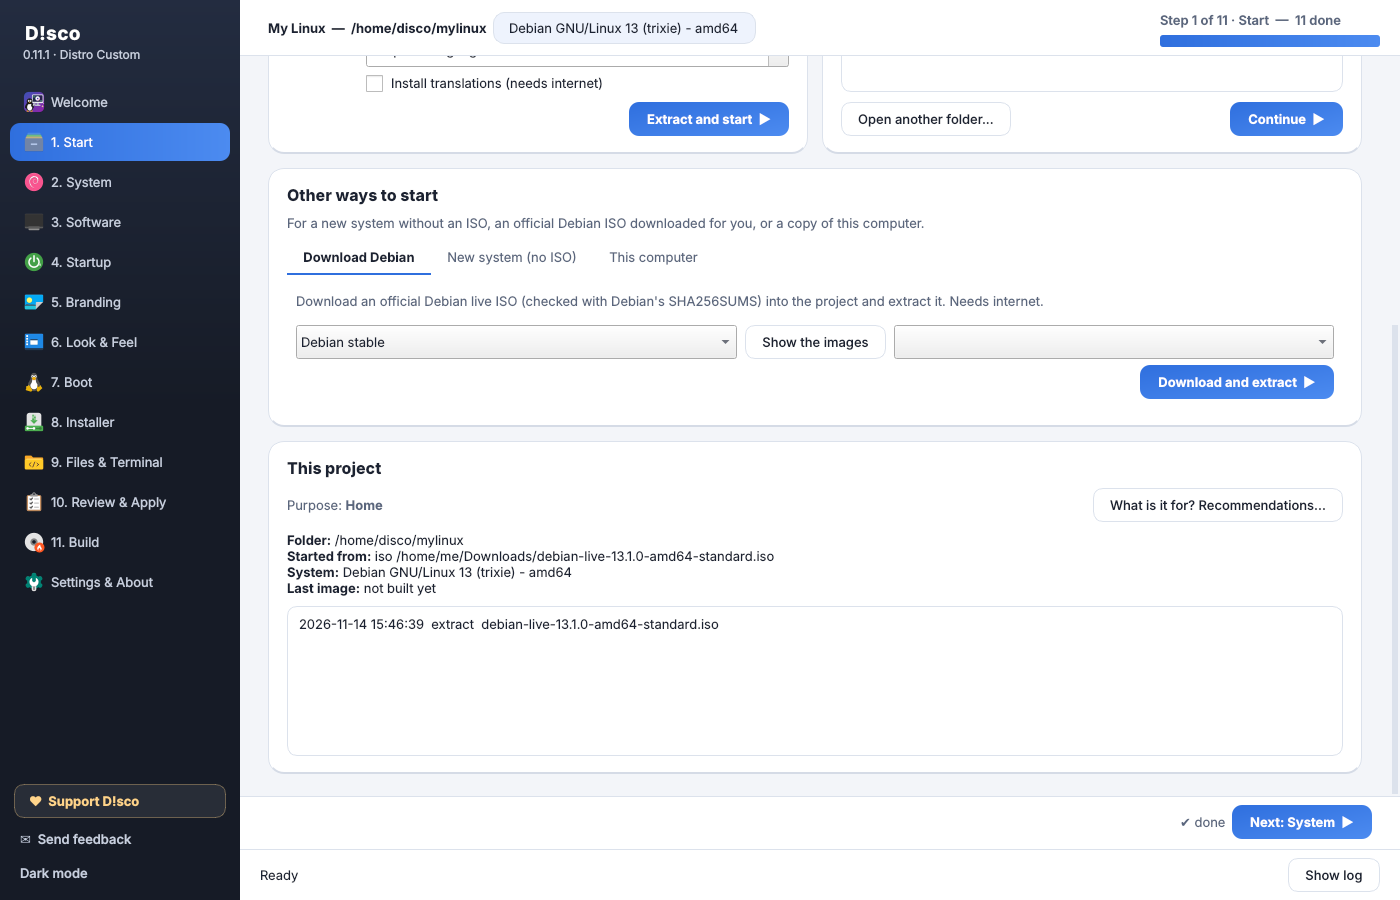 D!sco
0.11.1 · Distro Custom
Welcome
1. Start
2. System
3. Software
4. Startup
5. Branding
6. Look & Feel
7. Boot
8. Installer
9. Files & Terminal
10. Review & Apply
11. Build
Settings & About
♥ Support D!sco
✉ Send feedback
Dark mode
My Linux — /home/disco/mylinux
Debian GNU/Linux 13 (trixie) - amd64
Step 1 of 11 · Start — 11 done
Install translations (needs internet)
Extract and start ▶
Open another folder...
Continue ▶
Other ways to start
For a new system without an ISO, an official Debian ISO downloaded for you, or a copy of this computer.
Download Debian
New system (no ISO)
This computer
Download an official Debian live ISO (checked with Debian's SHA256SUMS) into the project and extract it. Needs internet.
Debian stable
Show the images
Download and extract ▶
This project
Purpose: Home
What is it for? Recommendations...
Folder: /home/disco/mylinux
Started from: iso /home/me/Downloads/debian-live-13.1.0-amd64-standard.iso
System: Debian GNU/Linux 13 (trixie) - amd64
Last image: not built yet
2026-11-14 15:46:39 extract debian-live-13.1.0-amd64-standard.iso
✔ done
Next: System ▶
Ready
Show log